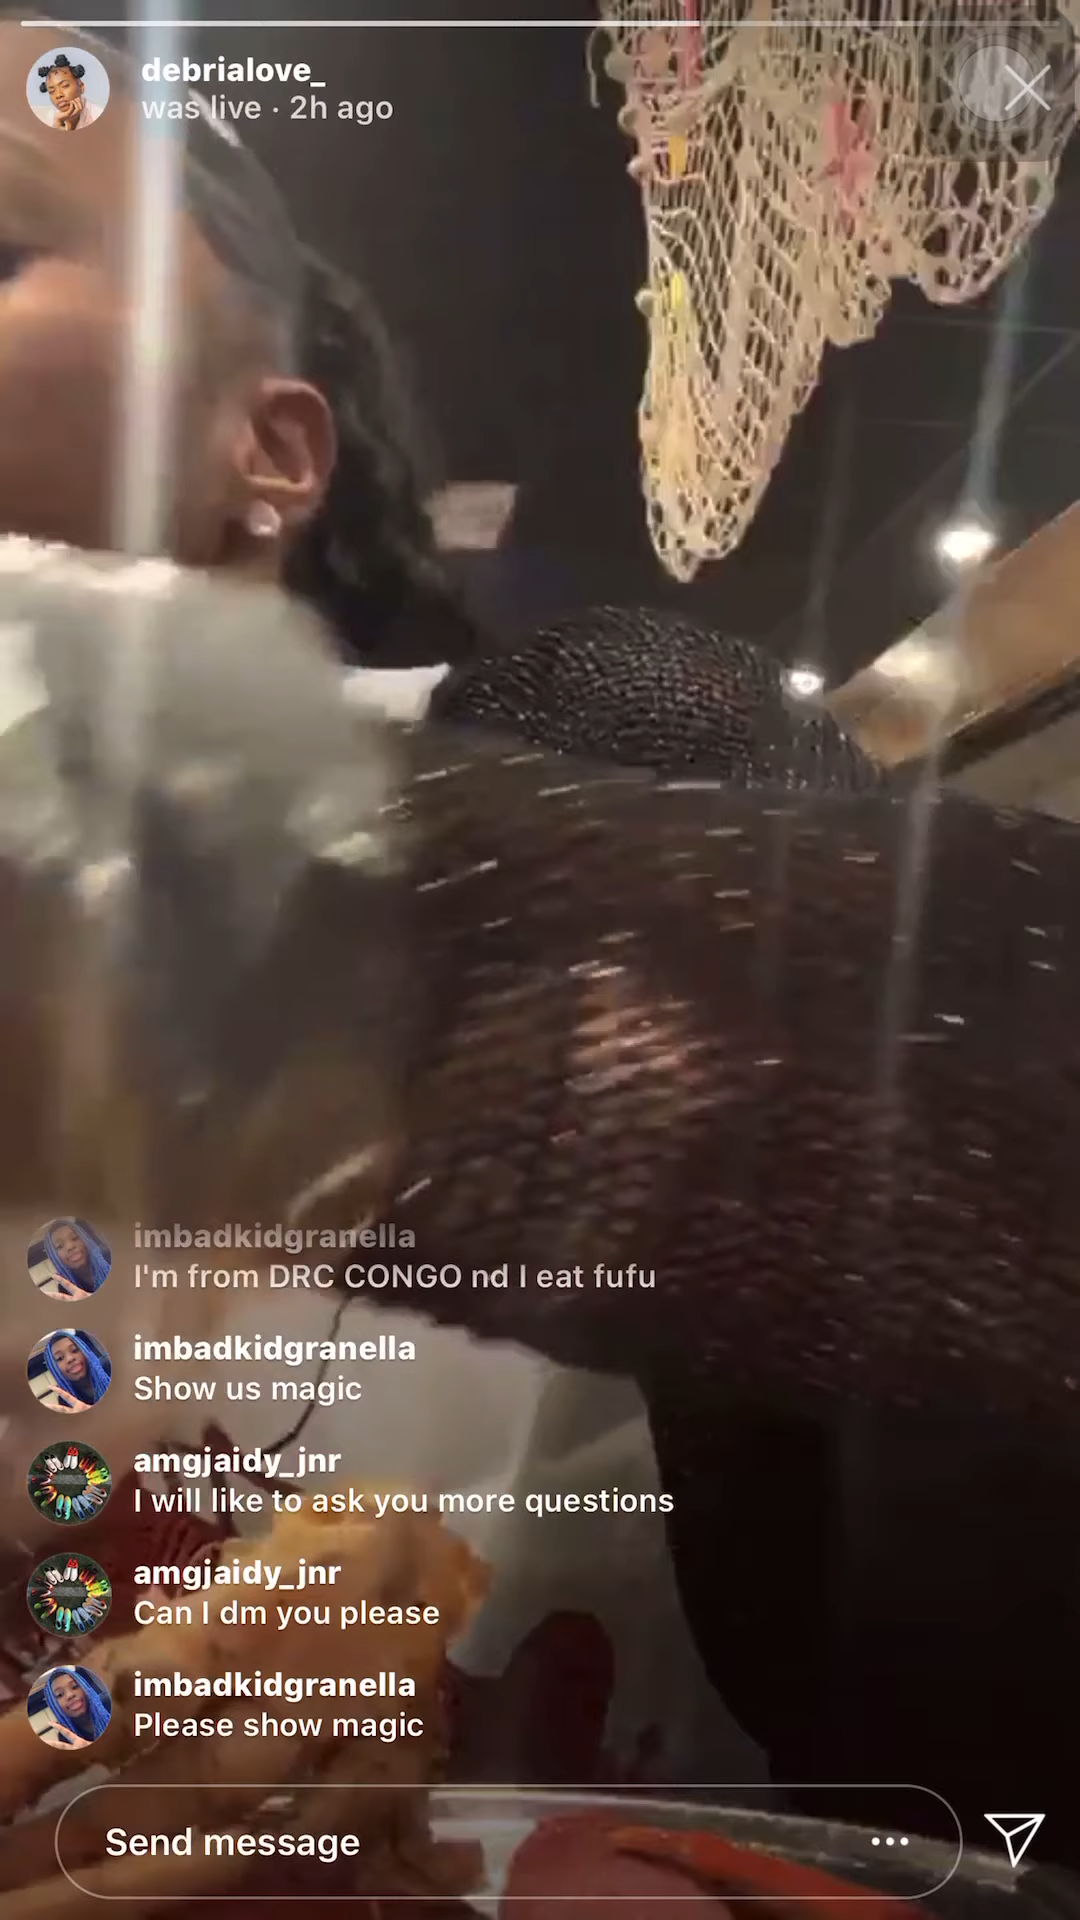 debrialove_
was live · 2h ago
imbadkidgranella
I'm from DRC CONGO nd I eat fufu
imbadkidgranella
Show us magic
amgjaidy_jnr
I will like to ask you more questions
amgjaidy_jnr
Can I dm you please
imbadkidgranella
Please show magic
Send message